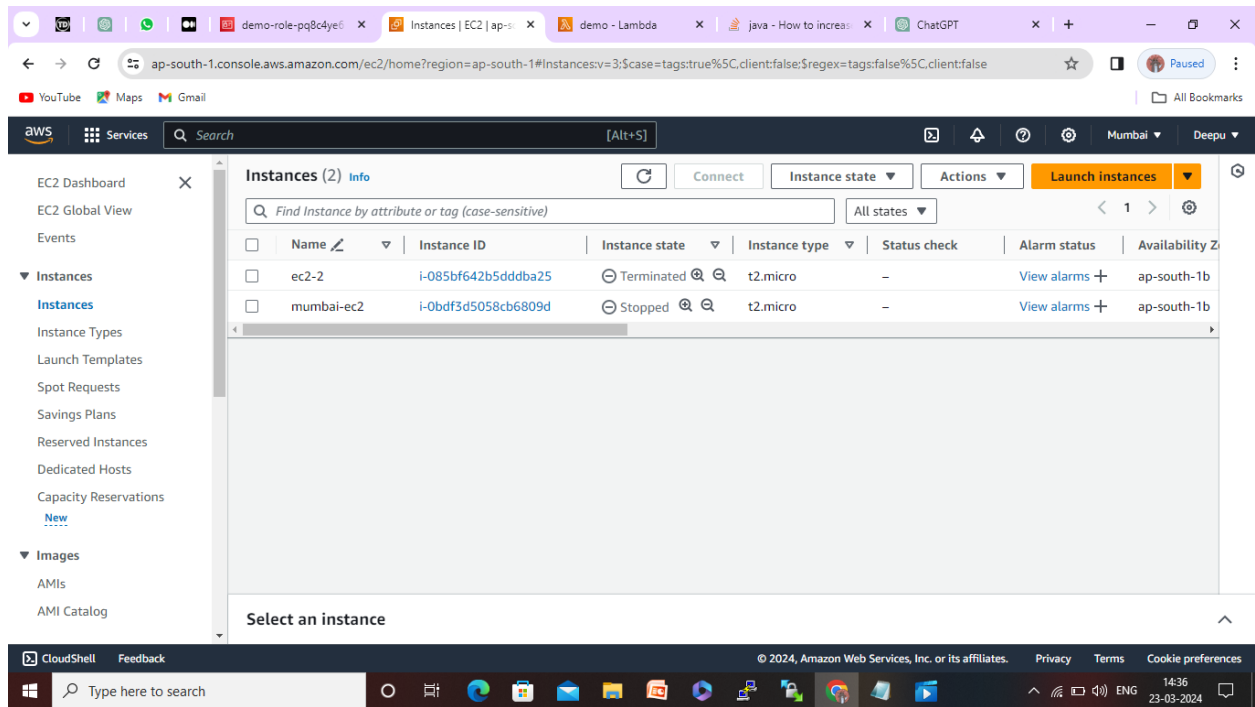 demo-role-pq8c4ye6
Instances | EC2 | ap-s
demo - Lambda
java - How to increas
ChatGPT
ap-south-1.console.aws.amazon.com/ec2/home?region=ap-south-1#Instances:v=3;$case=tags:true%5C,client:false;$regex=tags:false%5C,client:false
Paused
YouTube Maps Gmail
All Bookmarks
aws Services Search [Alt+S] Mumbai Deepu
EC2 Dashboard
EC2 Global View
Events
Instances
Instances
Instance Types
Launch Templates
Spot Requests
Savings Plans
Reserved Instances
Dedicated Hosts
Capacity Reservations
New
Images
AMIs
AMI Catalog
Instances (2) Info Connect Instance state Actions Launch instances
Find Instance by attribute or tag (case-sensitive) All states 1
Name Instance ID Instance state Instance type Status check Alarm status Availability Z
ec2-2 i-085bf642b5dddba25 Terminated t2.micro – View alarms + ap-south-1b
mumbai-ec2 i-0bdf3d5058cb6809d Stopped t2.micro – View alarms + ap-south-1b
Select an instance
CloudShell Feedback © 2024, Amazon Web Services, Inc. or its affiliates. Privacy Terms Cookie preferences
Type here to search ENG 14:36
23-03-2024